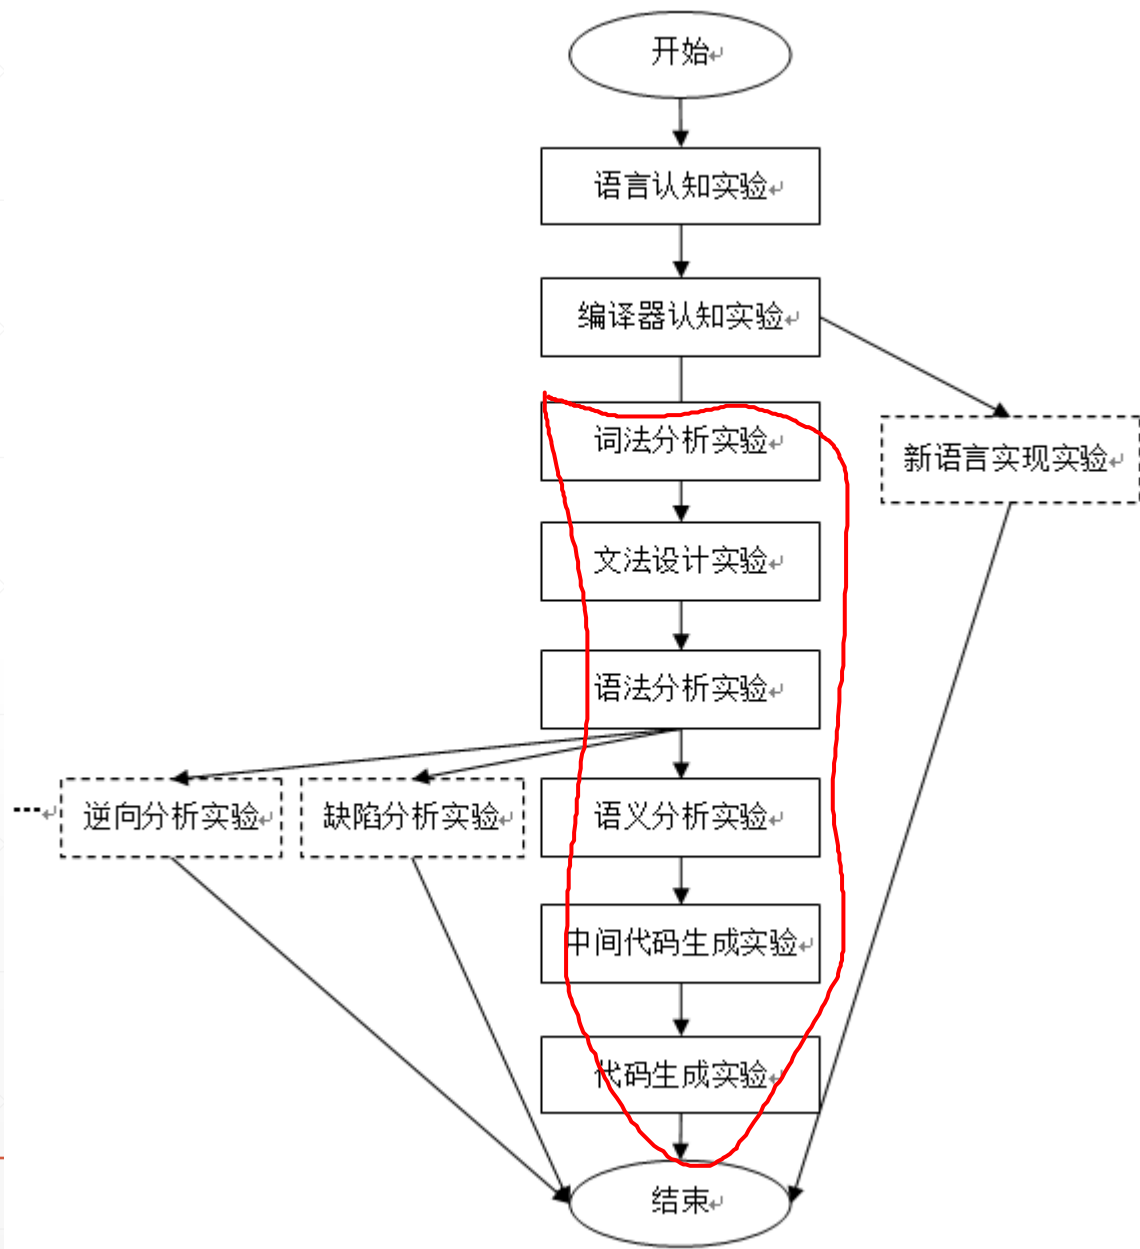 开始
语言认知实验
编译器认知实验
词法分析实验
新语言实现实验
文法设计实验
语法分析实验
逆向分析实验
缺陷分析实验
语义分析实验
中间代码生成实验
代码生成实验
结束